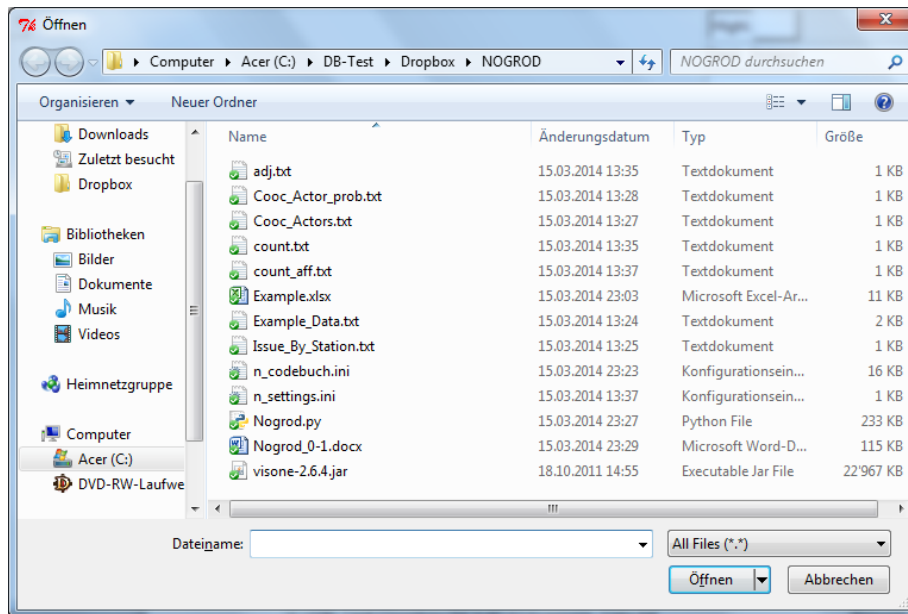 Öffnen
Computer Acer (C:) DB-Test Dropbox NOGROD NOGROD durchsuchen
Organisieren Neuer Ordner
Downloads
Zuletzt besucht
Dropbox
Bibliotheken
Bilder
Dokumente
Musik
Videos
Heimnetzgruppe
Computer
Acer (C:)
DVD-RW-Laufwe
Name Änderungsdatum Typ Größe
adj.txt 15.03.2014 13:35 Textdokument 1 KB
Cooc_Actor_prob.txt 15.03.2014 13:28 Textdokument 1 KB
Cooc_Actors.txt 15.03.2014 13:27 Textdokument 1 KB
count.txt 15.03.2014 13:35 Textdokument 1 KB
count_aff.txt 15.03.2014 13:37 Textdokument 1 KB
Example.xlsx 15.03.2014 23:03 Microsoft Excel-Ar... 11 KB
Example_Data.txt 15.03.2014 13:24 Textdokument 2 KB
Issue_By_Station.txt 15.03.2014 13:25 Textdokument 1 KB
n_codebuch.ini 15.03.2014 23:23 Konfigurationsein... 16 KB
n_settings.ini 15.03.2014 13:37 Konfigurationsein... 1 KB
Nogrod.py 15.03.2014 23:27 Python File 233 KB
Nogrod_0-1.docx 15.03.2014 23:29 Microsoft Word-D... 115 KB
visone-2.6.4.jar 18.10.2011 14:55 Executable Jar File 22'967 KB
Dateiname: All Files (*.*)
Öffnen Abbrechen